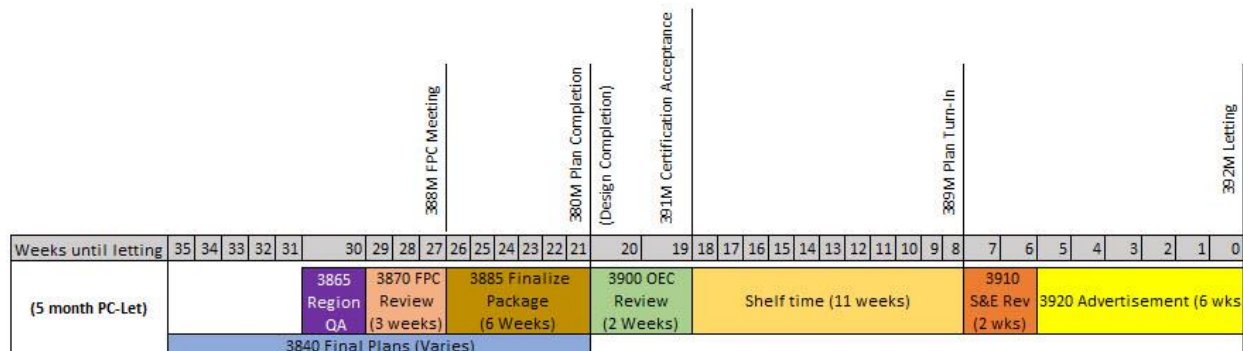 388M FPC Meeting
380M Plan Completion
(Design Completion)
391M Certification Acceptance
389M Plan Turn-In
392M Letting
Weeks until letting 35 34 33 32 31 30 29 28 27 26 25 24 23 22 21 20 19 18 17 16 15 14 13 12 11 10 9 8 7 6 5 4 3 2 1 0
(5 month PC-Let)
3865
Region
QA
3870 FPC
Review
(3 weeks)
3885 Finalize
Package
(6 Weeks)
3900 OEC
Review
(2 Weeks)
Shelf time (11 weeks)
3910
S&E Rev
(2 wks)
3920 Advertisement (6 wks
3840 Final Plans (Varies)